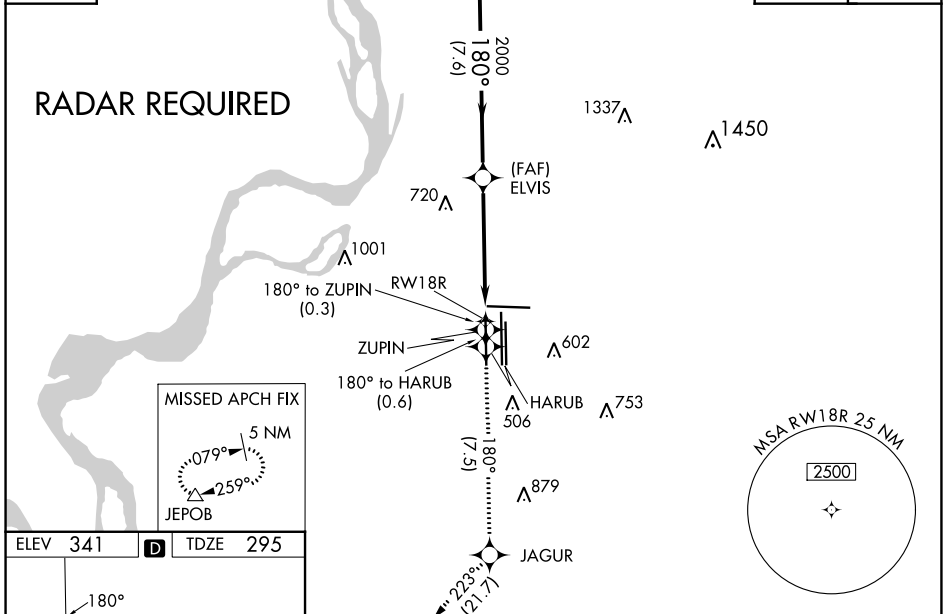 2000
180°
(7.6)
RADAR REQUIRED
1337
1450
(FAF)
ELVIS
720
1001
180° to ZUPIN
(0.3)
RW18R
ZUPIN
602
180° to HARUB
(0.6)
HARUB
506
753
MISSED APCH FIX
5 NM
079°
259°
JEPOB
180°
(7.5)
MSA RW18R 25 NM
2500
879
ELEV 341 D TDZE 295
JAGUR
223°
(21.7)
180°